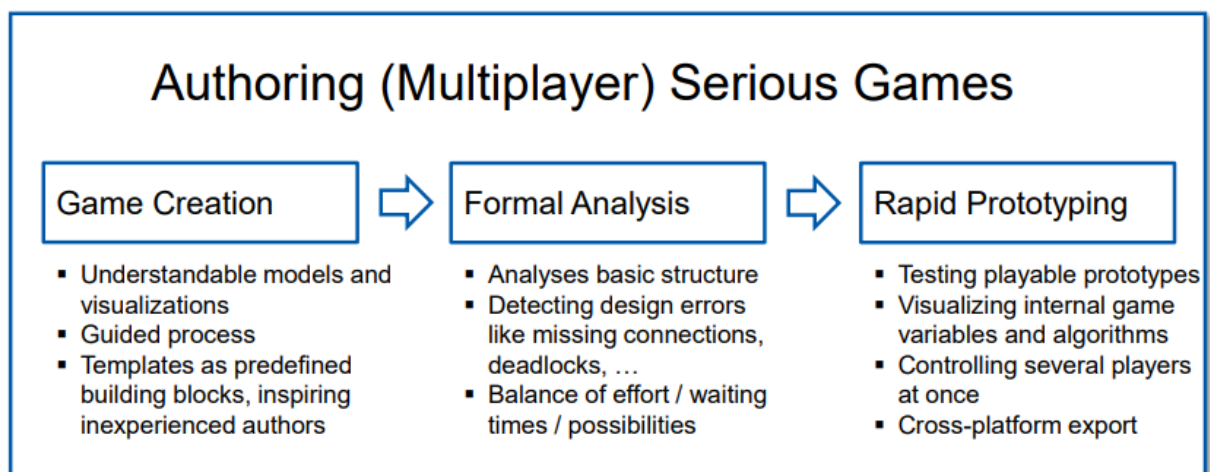 Authoring (Multiplayer) Serious Games
Game Creation
▪ Understandable models and
visualizations
▪ Guided process
▪ Templates as predefined
building blocks, inspiring
inexperienced authors
Formal Analysis
▪ Analyses basic structure
▪ Detecting design errors
like missing connections,
deadlocks, …
▪ Balance of effort / waiting
times / possibilities
Rapid Prototyping
▪ Testing playable prototypes
▪ Visualizing internal game
variables and algorithms
▪ Controlling several players
at once
▪ Cross-platform export